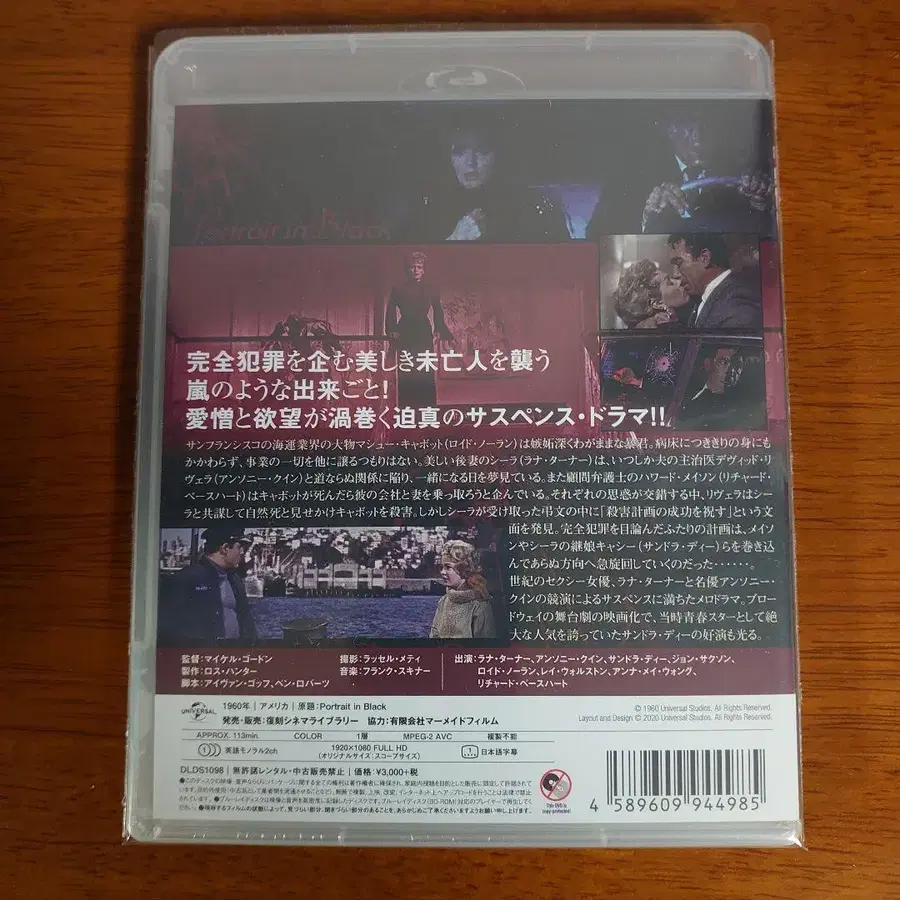 Portrait in Black
完全犯罪を企む美しき未亡人を襲う
嵐のような出来ごと!
愛憎と欲望が渦巻く迫真のサスペンス・ドラマ!!
サンフランシスコの海運業界の大物マシュー・キャボット(ロイド・ノーラン)は嫉妬深くわがままな暴君。病床につききりの身にも
かかわらず、事業の一切を他に譲るつもりはない。美しい後妻のシーラ(ラナ・ターナー)は、いつしか夫の主治医デヴィッド・リ
ヴェラ(アンソニー・クイン)と道ならぬ関係に陥り、一緒になる日を夢見ている。また顧問弁護士のハワード・メイソン(リチャード・
ベースハート)はキャボットが死んだら彼の会社と妻を乗っ取ろうと企んでいる。それぞれの思惑が交錯する中、リヴェラはシー
ラと共謀して自然死と見せかけキャボットを殺害。しかしシーラが受け取った弔文の中に「殺害計画の成功を祝す」という文
面を発見。完全犯罪を目論んだふたりの計画は、メイソ
ンやシーラの継娘キャシー(サンドラ・ディー)らを巻き込
んであらぬ方向へ急旋回していくのだった‥‥‥。
世紀のセクシー女優、ラナ・ターナーと名優アンソニー・
クインの競演によるサスペンスに満ちたメロドラマ。ブロー
ドウェイの舞台劇の映画化で、当時青春スターとして絶
大な人気を誇っていたサンドラ・ディーの好演も光る。
監督:マイケル・ゴードン
製作:ロス・ハンター
脚本:アイヴァン・ゴッフ、ベン・ロバーツ
撮影:ラッセル・メティ
音楽:フランク・スキナー
出演:ラナ・ターナー、アンソニー・クイン、サンドラ・ディー、ジョン・サクソン、
ロイド・ノーラン、レイ・ウォルストン、アンナ・メイ・ウォング、
リチャード・ベースハート
UNIVERSAL
1960年 | アメリカ | 原題:Portrait in Black
発売・販売:復刻シネマライブラリー 協力:有限会社マーメイドフィルム
© 1960 Universal Studios. All Rights Reserved.
Layout and Design © 2020 Universal Studios. All Rights Reserved.
APPROX. 113min. COLOR 1層 MPEG-2 AVC 複製不能
1 英語モノラル2ch
1920×1080 FULL HD
(オリジナルサイズ:スコープサイズ)
1 日本語字幕
DLDS1098 | 無許諾レンタル・中古販売禁止 | 価格:¥3,000+税
This DVD is
copy-protected.
4 589609 944985